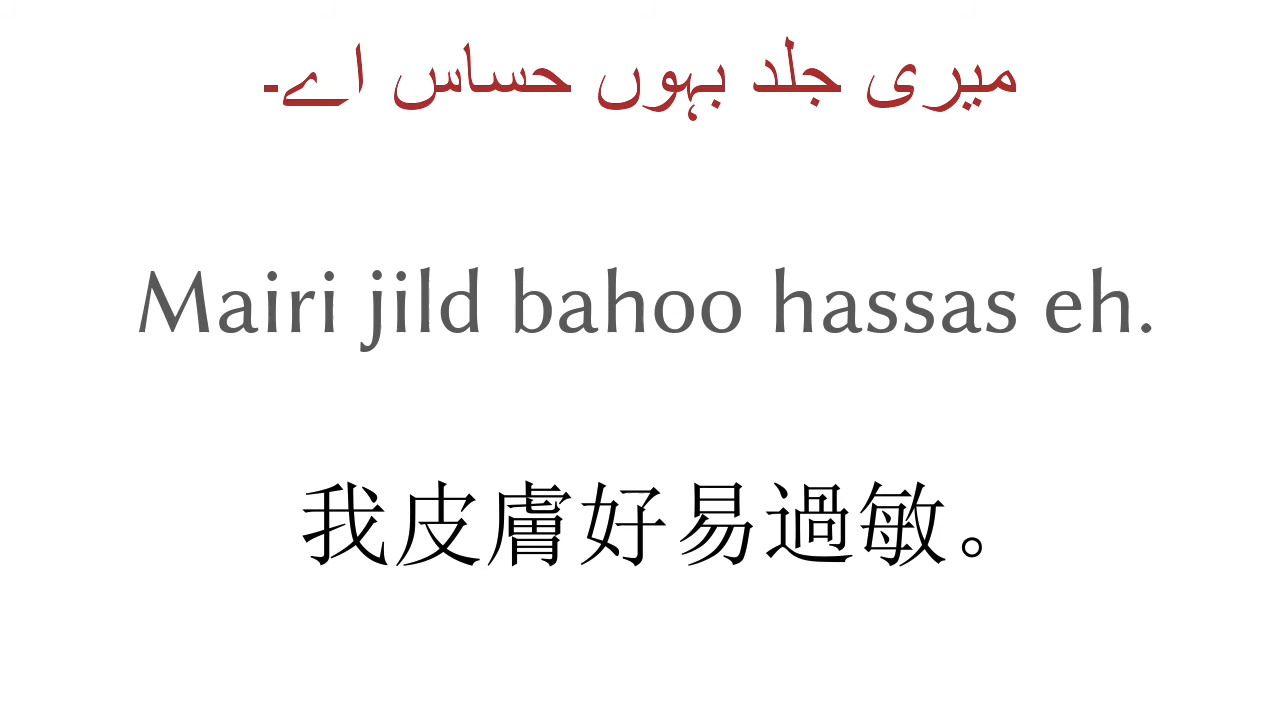 میری جلد بہوں حساس اے۔
Mairi jild bahoo hassas eh.
我皮膚好易過敏。